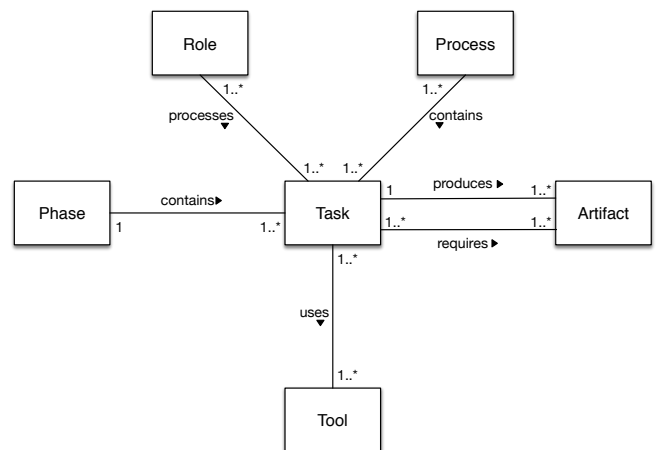 Role
Process
1..*
1..*
processes
contains
1..*
1..*
Phase
contains
1
1..*
Task
1
produces
1..*
1..*
requires
1..*
Artifact
1..*
uses
1..*
Tool